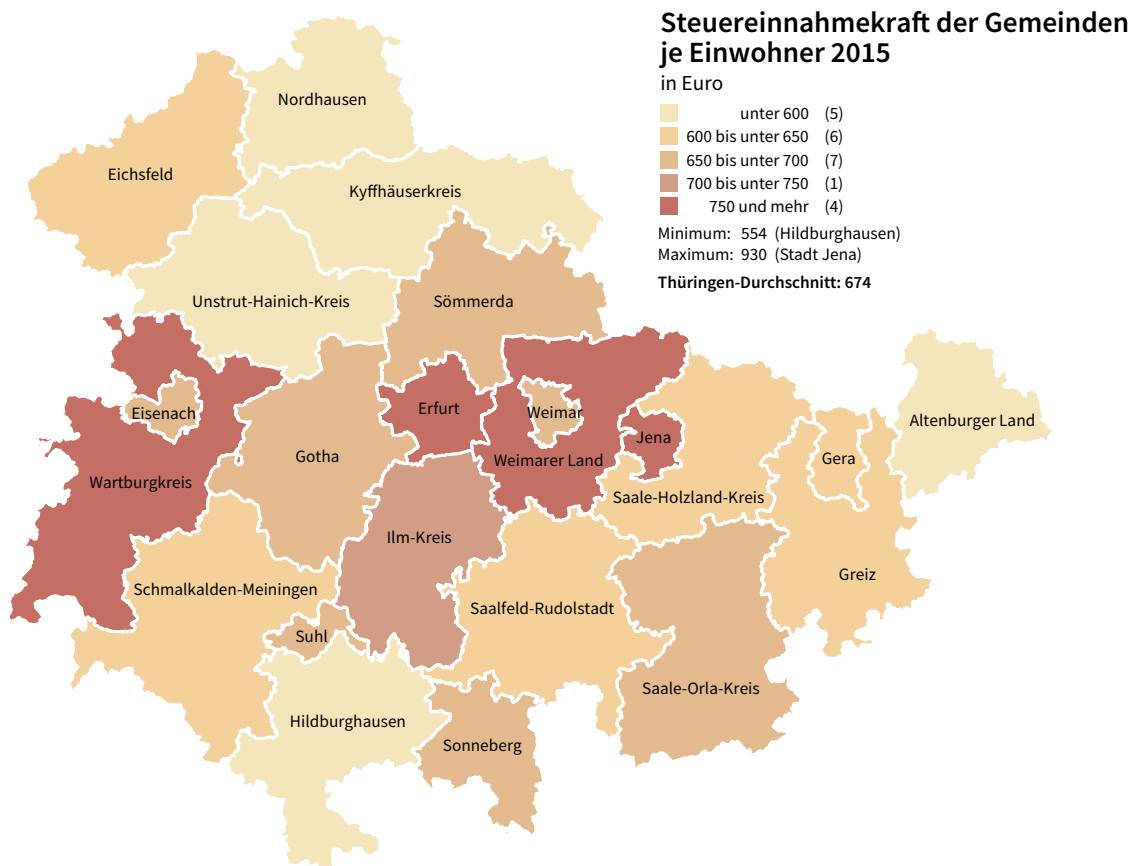 Steuereinnahmekraft der Gemeinden
je Einwohner 2015
in Euro
unter 600 (5)
600 bis unter 650 (6)
650 bis unter 700 (7)
700 bis unter 750 (1)
750 und mehr (4)
Minimum: 554 (Hildburghausen)
Maximum: 930 (Stadt Jena)
Thüringen-Durchschnitt: 674
Nordhausen
Eichsfeld
Kyffhäuserkreis
Unstrut-Hainich-Kreis
Sömmerda
Eisenach
Erfurt
Weimar
Altenburger Land
Jena
Gotha
Weimarer Land
Gera
Wartburgkreis
Saale-Holzland-Kreis
Ilm-Kreis
Greiz
Schmalkalden-Meiningen
Saalfeld-Rudolstadt
Suhl
Saale-Orla-Kreis
Hildburghausen
Sonneberg